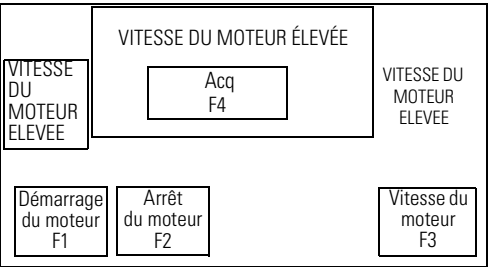 VITESSE DU MOTEUR ÉLEVÉE
Acq
F4
VITESSE
DU
MOTEUR
ELEVEE
VITESSE DU
MOTEUR
ELEVEE
Démarrage
du moteur
F1
Arrêt
du moteur
F2
Vitesse du
moteur
F3